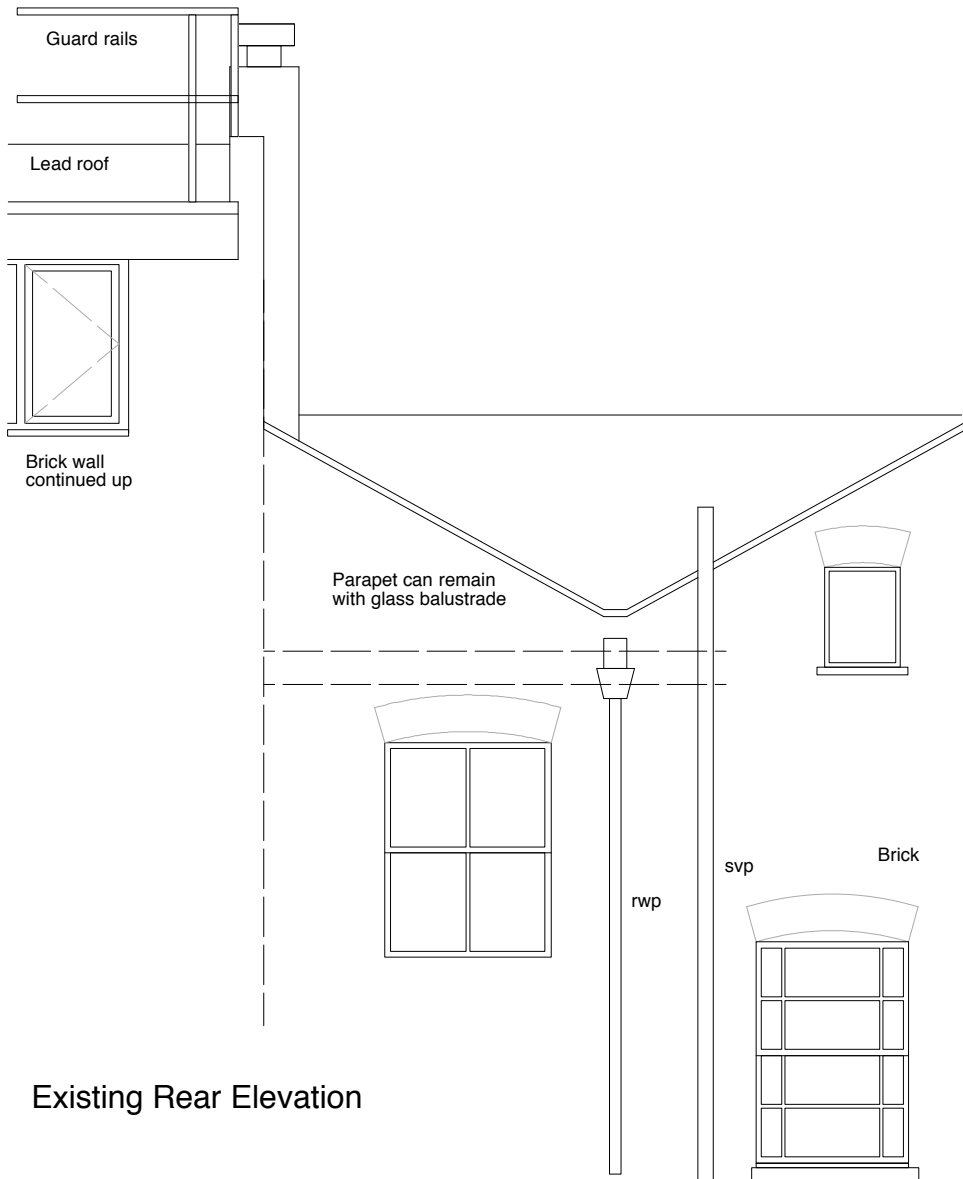 Guard rails
Lead roof
Brick wall
continued up
Parapet can remain
with glass balustrade
Brick
svp
rwp
Existing Rear Elevation